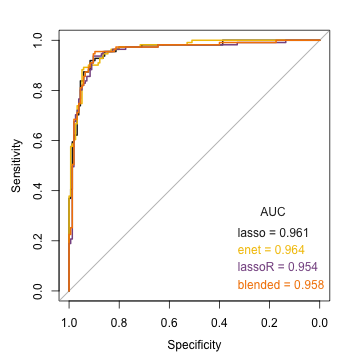 Sensitivity
1.0
0.8
0.6
0.4
0.2
0.0
AUC
lasso = 0.961
enet = 0.964
lassoR = 0.954
blended = 0.958
1.0 0.8 0.6 0.4 0.2 0.0
Specificity